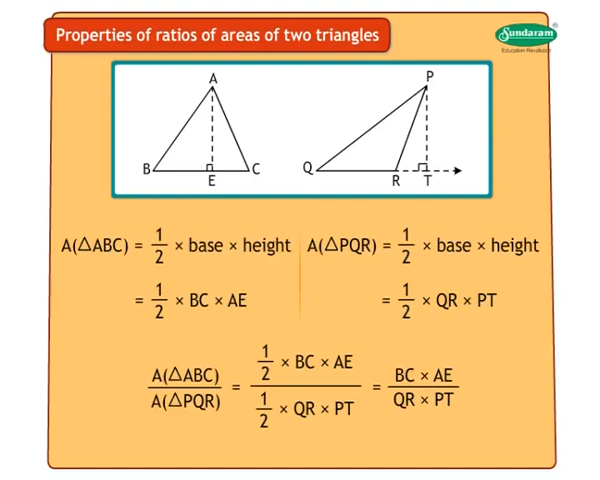 Properties of ratios of areas of two triangles
Sundaram®
Education Revolution
A
B
E
C
P
Q
R
T
A(△ABC) = 1/2 × base × height
= 1/2 × BC × AE
A(△PQR) = 1/2 × base × height
= 1/2 × QR × PT
A(△ABC)/A(△PQR) = (1/2 × BC × AE)/(1/2 × QR × PT) = (BC × AE)/(QR × PT)